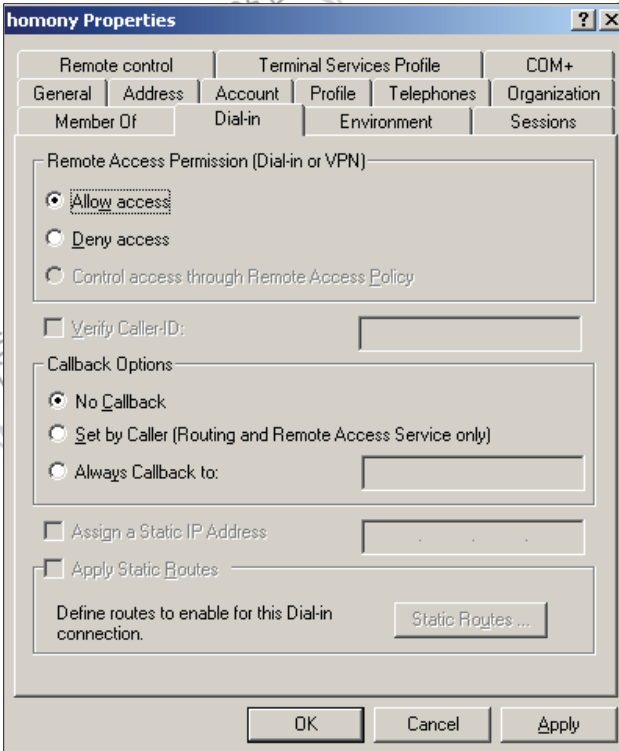 homony Properties
Remote control Terminal Services Profile COM+
General Address Account Profile Telephones Organization
Member Of Dial-in Environment Sessions
Remote Access Permission (Dial-in or VPN)
Allow access
Deny access
Control access through Remote Access Policy
Verify Caller-ID:
Callback Options
No Callback
Set by Caller (Routing and Remote Access Service only)
Always Callback to:
Assign a Static IP Address
Apply Static Routes
Define routes to enable for this Dial-in
connection.
Static Routes ...
OK Cancel Apply